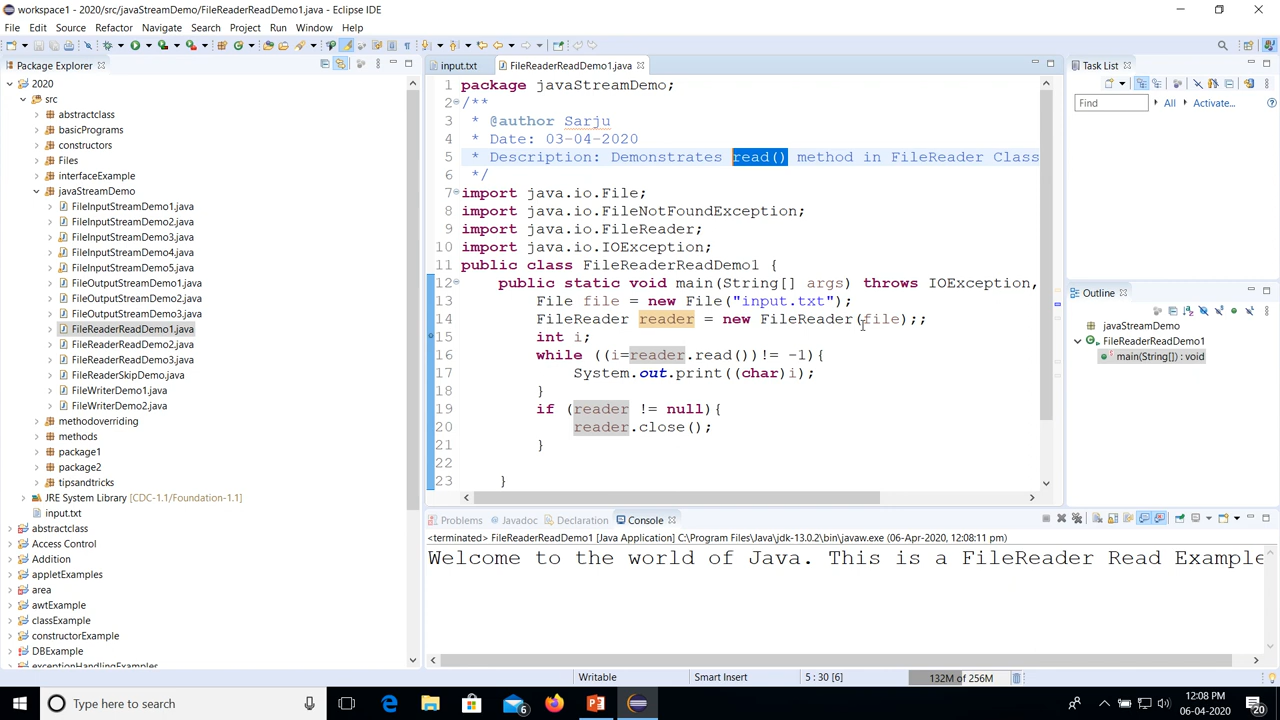 workspace1 - 2020/src/javaStreamDemo/FileReaderReadDemo1.java - Eclipse IDE
File Edit Source Refactor Navigate Search Project Run Window Help
Package Explorer
2020
src
abstractclass
basicPrograms
constructors
Files
interfaceExample
javaStreamDemo
FileInputStreamDemo1.java
FileInputStreamDemo2.java
FileInputStreamDemo3.java
FileInputStreamDemo4.java
FileInputStreamDemo5.java
FileOutputStreamDemo1.java
FileOutputStreamDemo2.java
FileOutputStreamDemo3.java
FileReaderReadDemo1.java
FileReaderReadDemo2.java
FileReaderReadDemo3.java
FileReaderSkipDemo.java
FileWriterDemo1.java
FileWriterDemo2.java
methodoverriding
methods
package1
package2
tipsandtricks
JRE System Library [CDC-1.1/Foundation-1.1]
input.txt
abstractclass
Access Control
Addition
appletExamples
area
awtExample
classExample
constructorExample
DBExample
exceptionHandlingExamples
input.txt FileReaderReadDemo1.java
1 package javaStreamDemo;
2 /**
3 * @author Sarju
4 * Date: 03-04-2020
5 * Description: Demonstrates read() method in FileReader Class
6 */
7 import java.io.File;
8 import java.io.FileNotFoundException;
9 import java.io.FileReader;
10 import java.io.IOException;
11 public class FileReaderReadDemo1 {
12 public static void main(String[] args) throws IOException,
13 File file = new File("input.txt");
14 FileReader reader = new FileReader(file);;
15 int i;
16 while ((i=reader.read())!= -1){
17 System.out.print((char)i);
18 }
19 if (reader != null){
20 reader.close();
21 }
22
23 }
Task List
Find All Activate...
Outline
javaStreamDemo
FileReaderReadDemo1
main(String[]) : void
Problems Javadoc Declaration Console
<terminated> FileReaderReadDemo1 [Java Application] C:\Program Files\Java\jdk-13.0.2\bin\javaw.exe (06-Apr-2020, 12:08:11 pm)
Welcome to the world of Java. This is a FileReader Read Example
Writable Smart Insert 5 : 30 [6] 132M of 256M
Type here to search
6
12:08 PM
06-04-2020
20